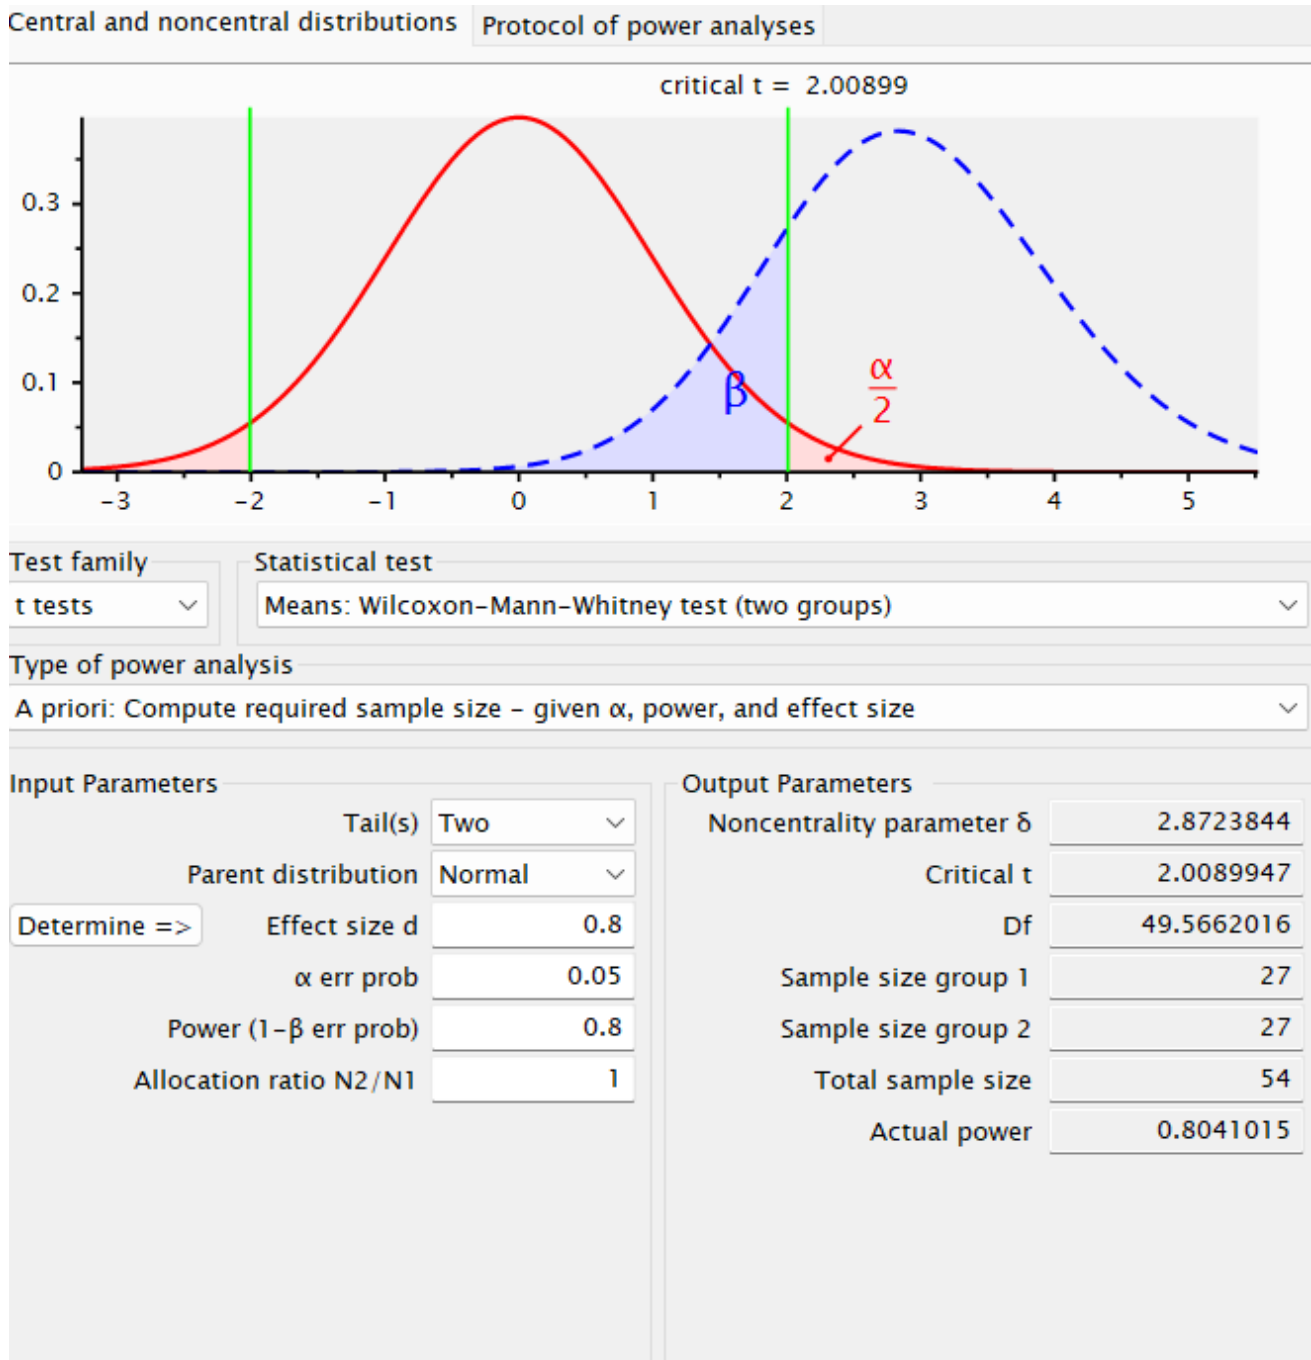 Central and noncentral distributions Protocol of power analyses
critical t = 2.00899
0.3
0.2
0.1
0
β
α
2
-3 -2 -1 0 1 2 3 4 5
Test family Statistical test
t tests Means: Wilcoxon-Mann-Whitney test (two groups)
Type of power analysis
A priori: Compute required sample size - given α, power, and effect size
Input Parameters Output Parameters
Tail(s) Two Noncentrality parameter δ 2.8723844
Parent distribution Normal Critical t 2.0089947
Determine => Effect size d 0.8 Df 49.5662016
α err prob 0.05 Sample size group 1 27
Power (1-β err prob) 0.8 Sample size group 2 27
Allocation ratio N2/N1 1 Total sample size 54
Actual power 0.8041015